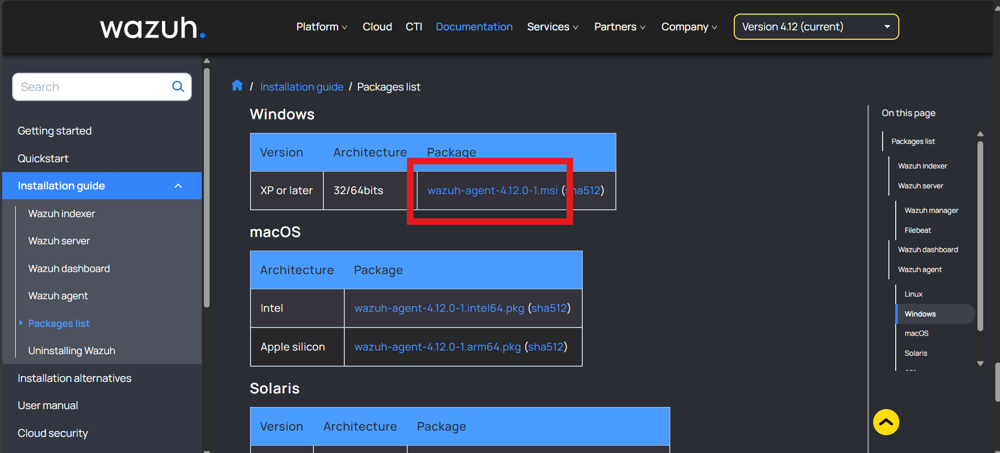 wazuh.
Platform
Cloud
CTI
Documentation
Services
Partners
Company
Version 4.12 (current)
Search
Getting started
Quickstart
Installation guide
Wazuh indexer
Wazuh server
Wazuh dashboard
Wazuh agent
Packages list
Uninstalling Wazuh
Installation alternatives
User manual
Cloud security
/ Installation guide / Packages list
Windows
Version Architecture Package
XP or later 32/64bits wazuh-agent-4.12.0-1.msi (sha512)
macOS
Architecture Package
Intel wazuh-agent-4.12.0-1.intel64.pkg (sha512)
Apple silicon wazuh-agent-4.12.0-1.arm64.pkg (sha512)
Solaris
Version Architecture Package
On this page
Packages list
Wazuh indexer
Wazuh server
Wazuh manager
Filebeat
Wazuh dashboard
Wazuh agent
Linux
Windows
macOS
Solaris